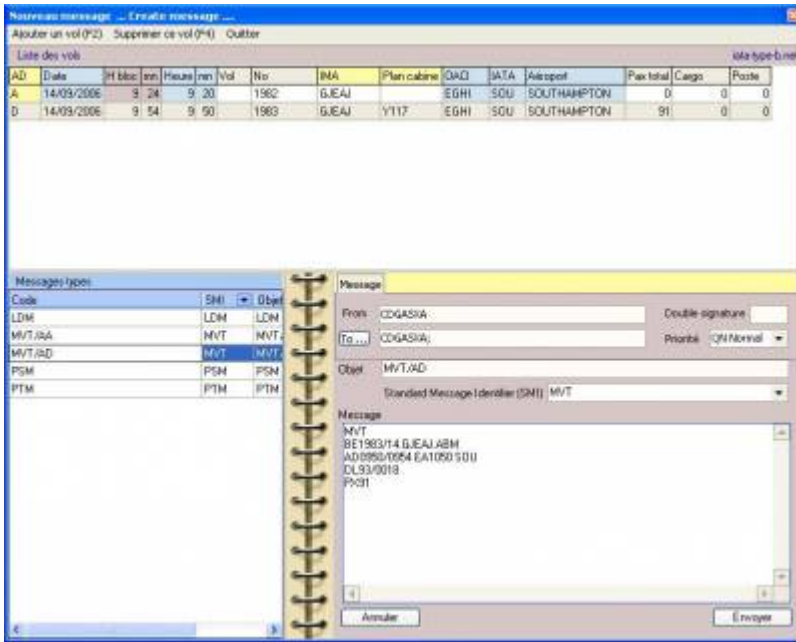 Nouveau message ... Create message ....
Ajouter un vol (F2) Supprimer ce vol (F4) Quitter
Liste des vols iata-type-b.net
AD Date H bloc mn Heure mn Vol No IMA Plan cabine OACI IATA Aéroport Pax total Cargo Poste
A 14/09/2006 9 24 9 20 1982 GJEAJ EGHI SOU SOUTHAMPTON 0 0 0
D 14/09/2006 9 54 9 50 1983 GJEAJ Y117 EGHI SOU SOUTHAMPTON 91 0 0
Messages types
Code SMI Objet
LDM LDM LDM
MVT/AA MVT MVT/
MVT/AD MVT MVT/
PSM PSM PSM
PTM PTM PTM
Message
From CDGASXA Double signature
To ... CDGASXA; Priorité QN Normal
Objet MVT/AD
Standard Message Identifier (SMI) MVT
Message
MVT
BE1983/14.GJEAJ.ABM
AD0950/0954 EA1050 SOU
DL93/0018
PX91
Annuler Envoyer